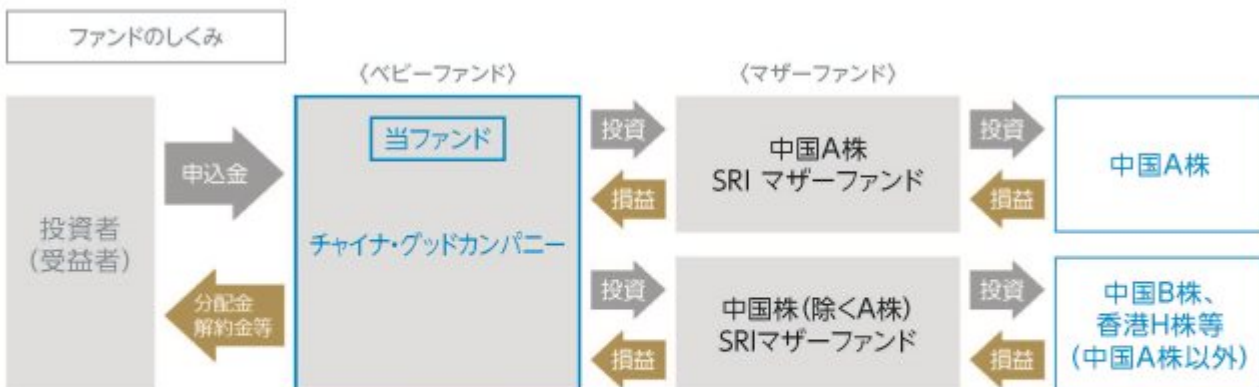 ファンドのしくみ
〈ベビーファンド〉
〈マザーファンド〉
投資者
(受益者)
申込金
分配金
解約金等
当ファンド
チャイナ・グッドカンパニー
投資
損益
中国A株
SRI マザーファンド
投資
損益
中国A株
投資
損益
中国株(除くA株)
SRIマザーファンド
投資
損益
中国B株、
香港H株等
(中国A株以外)